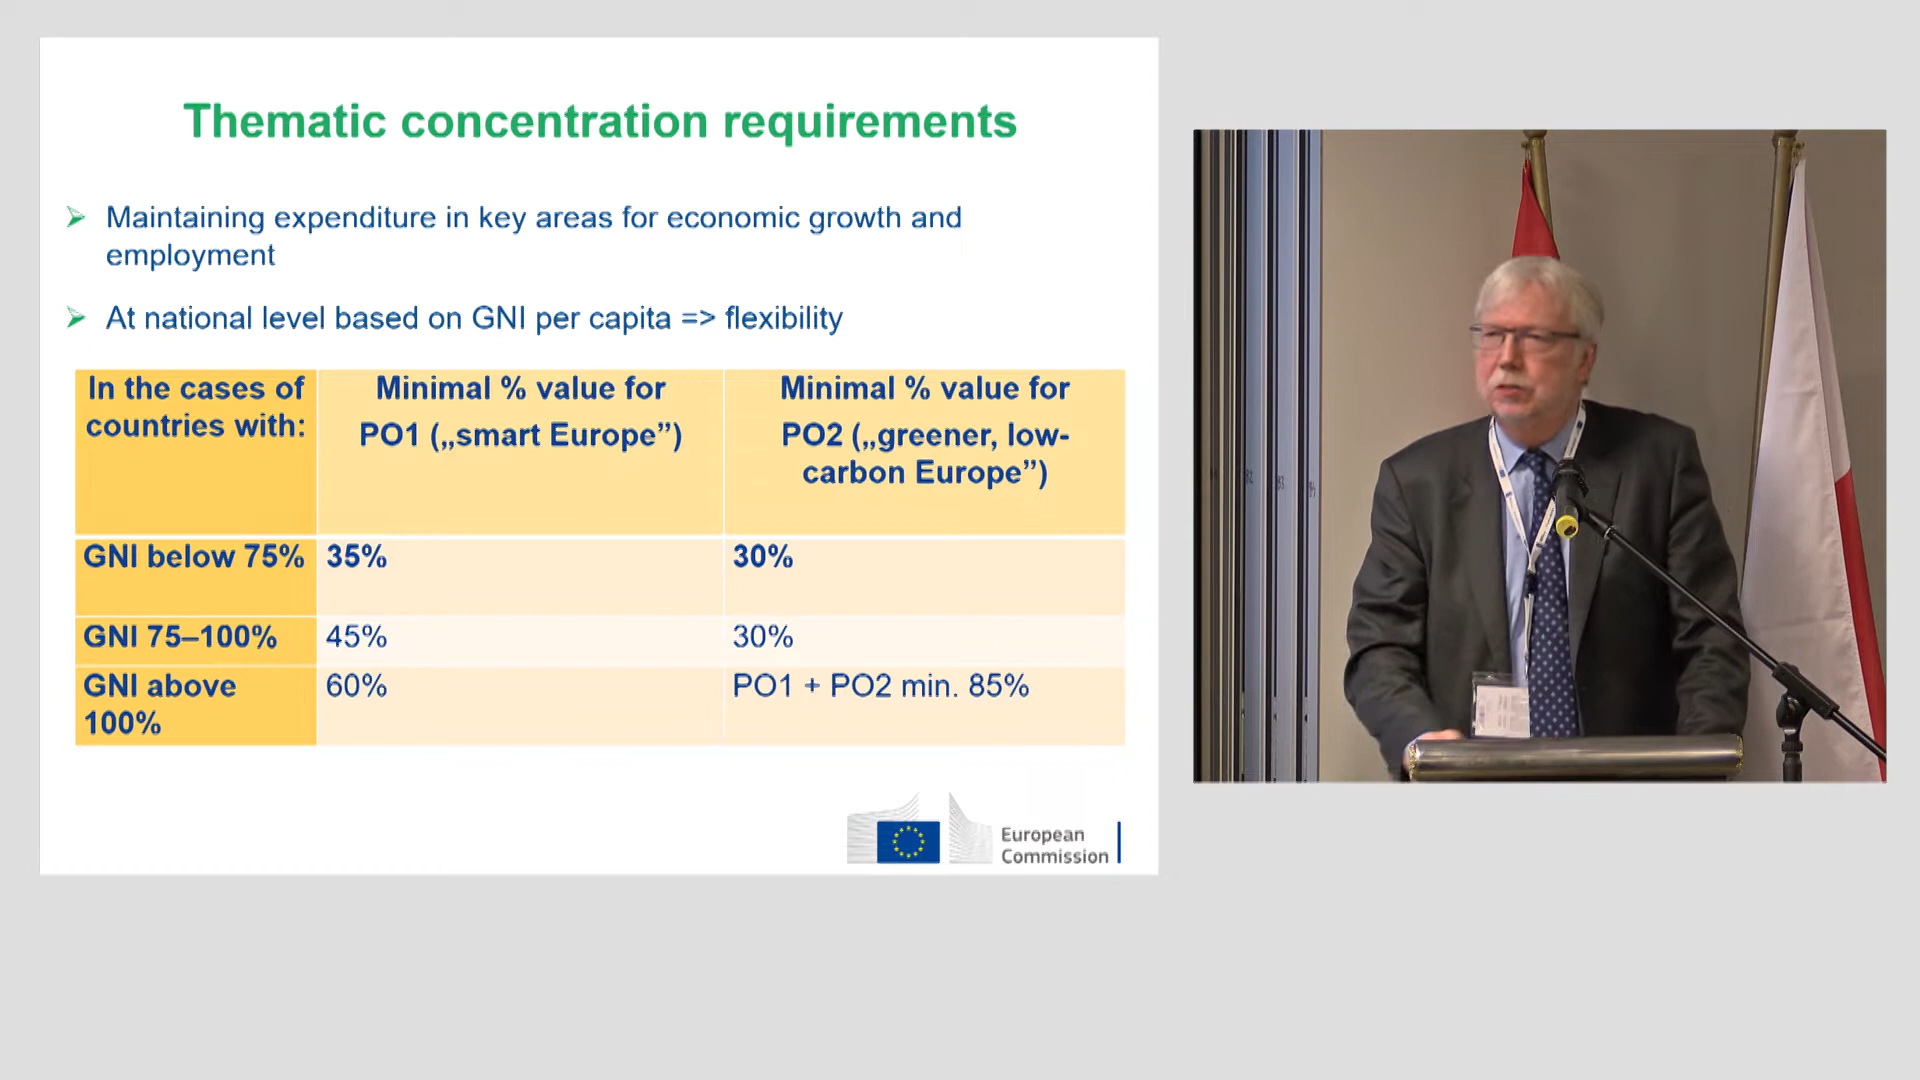 Thematic concentration requirements
➢ Maintaining expenditure in key areas for economic growth and
employment
➢ At national level based on GNI per capita => flexibility
In the cases of
countries with:
Minimal % value for
PO1 („smart Europe”)
Minimal % value for
PO2 („greener, low-
carbon Europe”)
GNI below 75%
35%
30%
GNI 75–100%
45%
30%
GNI above
100%
60%
PO1 + PO2 min. 85%
European
Commission